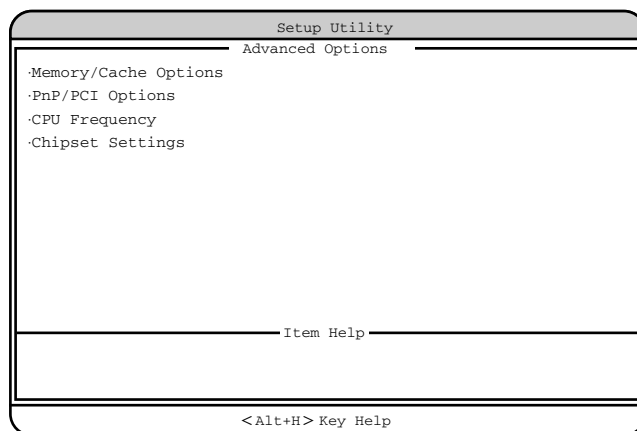 Setup Utility
Advanced Options
·Memory/Cache Options
·PnP/PCI Options
·CPU Frequency
·Chipset Settings
Item Help
<Alt+H> Key Help